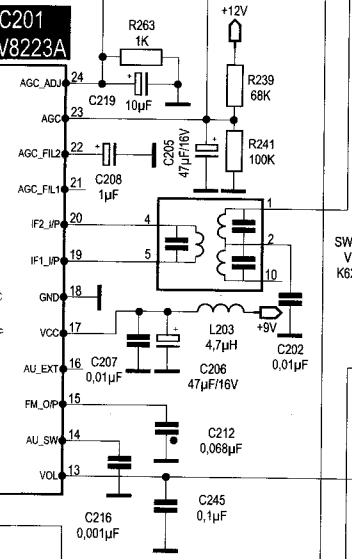 C201
V8223A
R263
1K
+12V
AGC_ADJ 24
C219
10µF
R239
68K
AGC 23
C205
47µF/16V
R241
100K
AGC_FIL2 22
C208
1µF
AGC_FIL1 21
1
IF2_I/P 20
4
2
SW
V
K62
IF1_I/P 19
5
10
GND 18
L203
4,7µH
+9V
VCC 17
C207
0,01µF
C206
47µF/16V
C202
0,01µF
AU_EXT 16
FM_O/P 15
C212
0,068µF
AU_SW 14
VOL 13
C216
0,001µF
C245
0,1µF